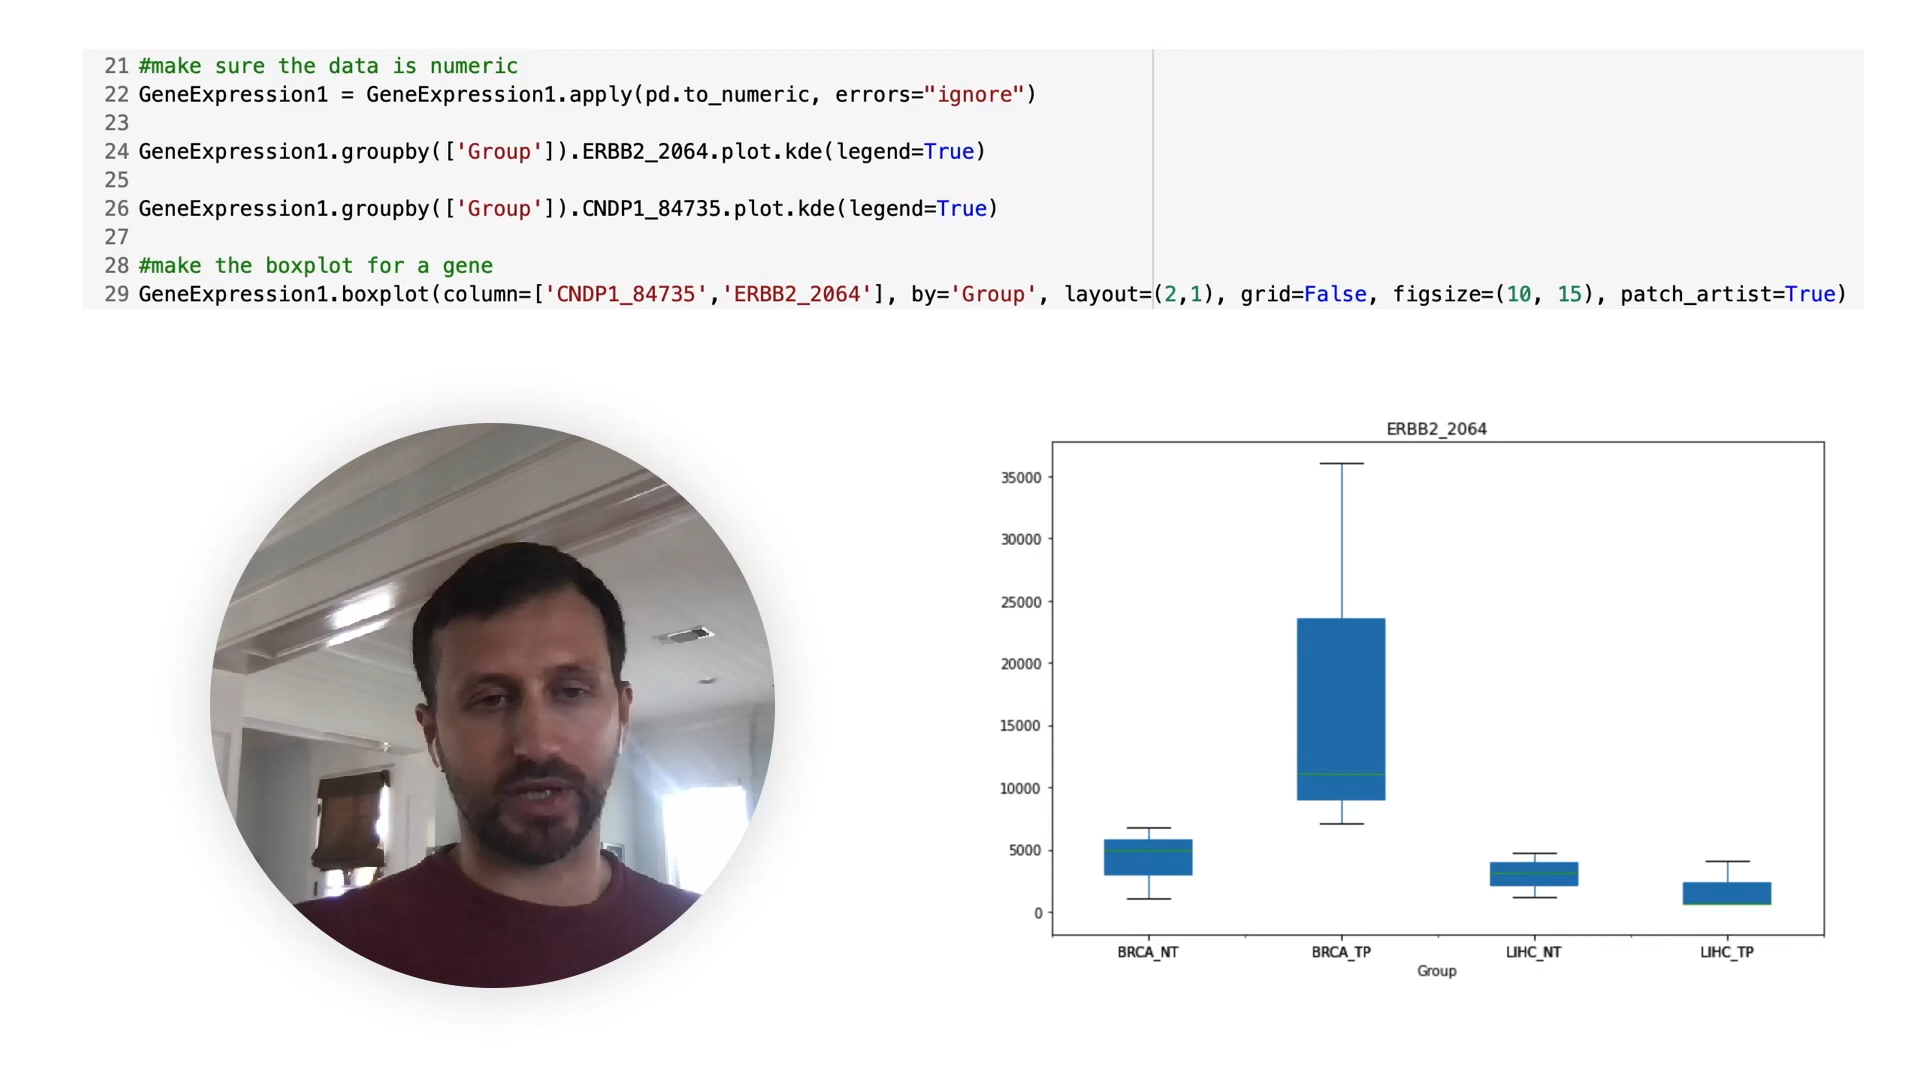 21 #make sure the data is numeric
22 GeneExpression1 = GeneExpression1.apply(pd.to_numeric, errors="ignore")
23
24 GeneExpression1.groupby(['Group']).ERBB2_2064.plot.kde(legend=True)
25
26 GeneExpression1.groupby(['Group']).CNDP1_84735.plot.kde(legend=True)
27
28 #make the boxplot for a gene
29 GeneExpression1.boxplot(column=['CNDP1_84735','ERBB2_2064'], by='Group', layout=(2,1), grid=False, figsize=(10, 15), patch_artist=True)
ERBB2_2064
35000
30000
25000
20000
15000
10000
5000
0
BRCA_NT BRCA_TP LIHC_NT LIHC_TP
Group